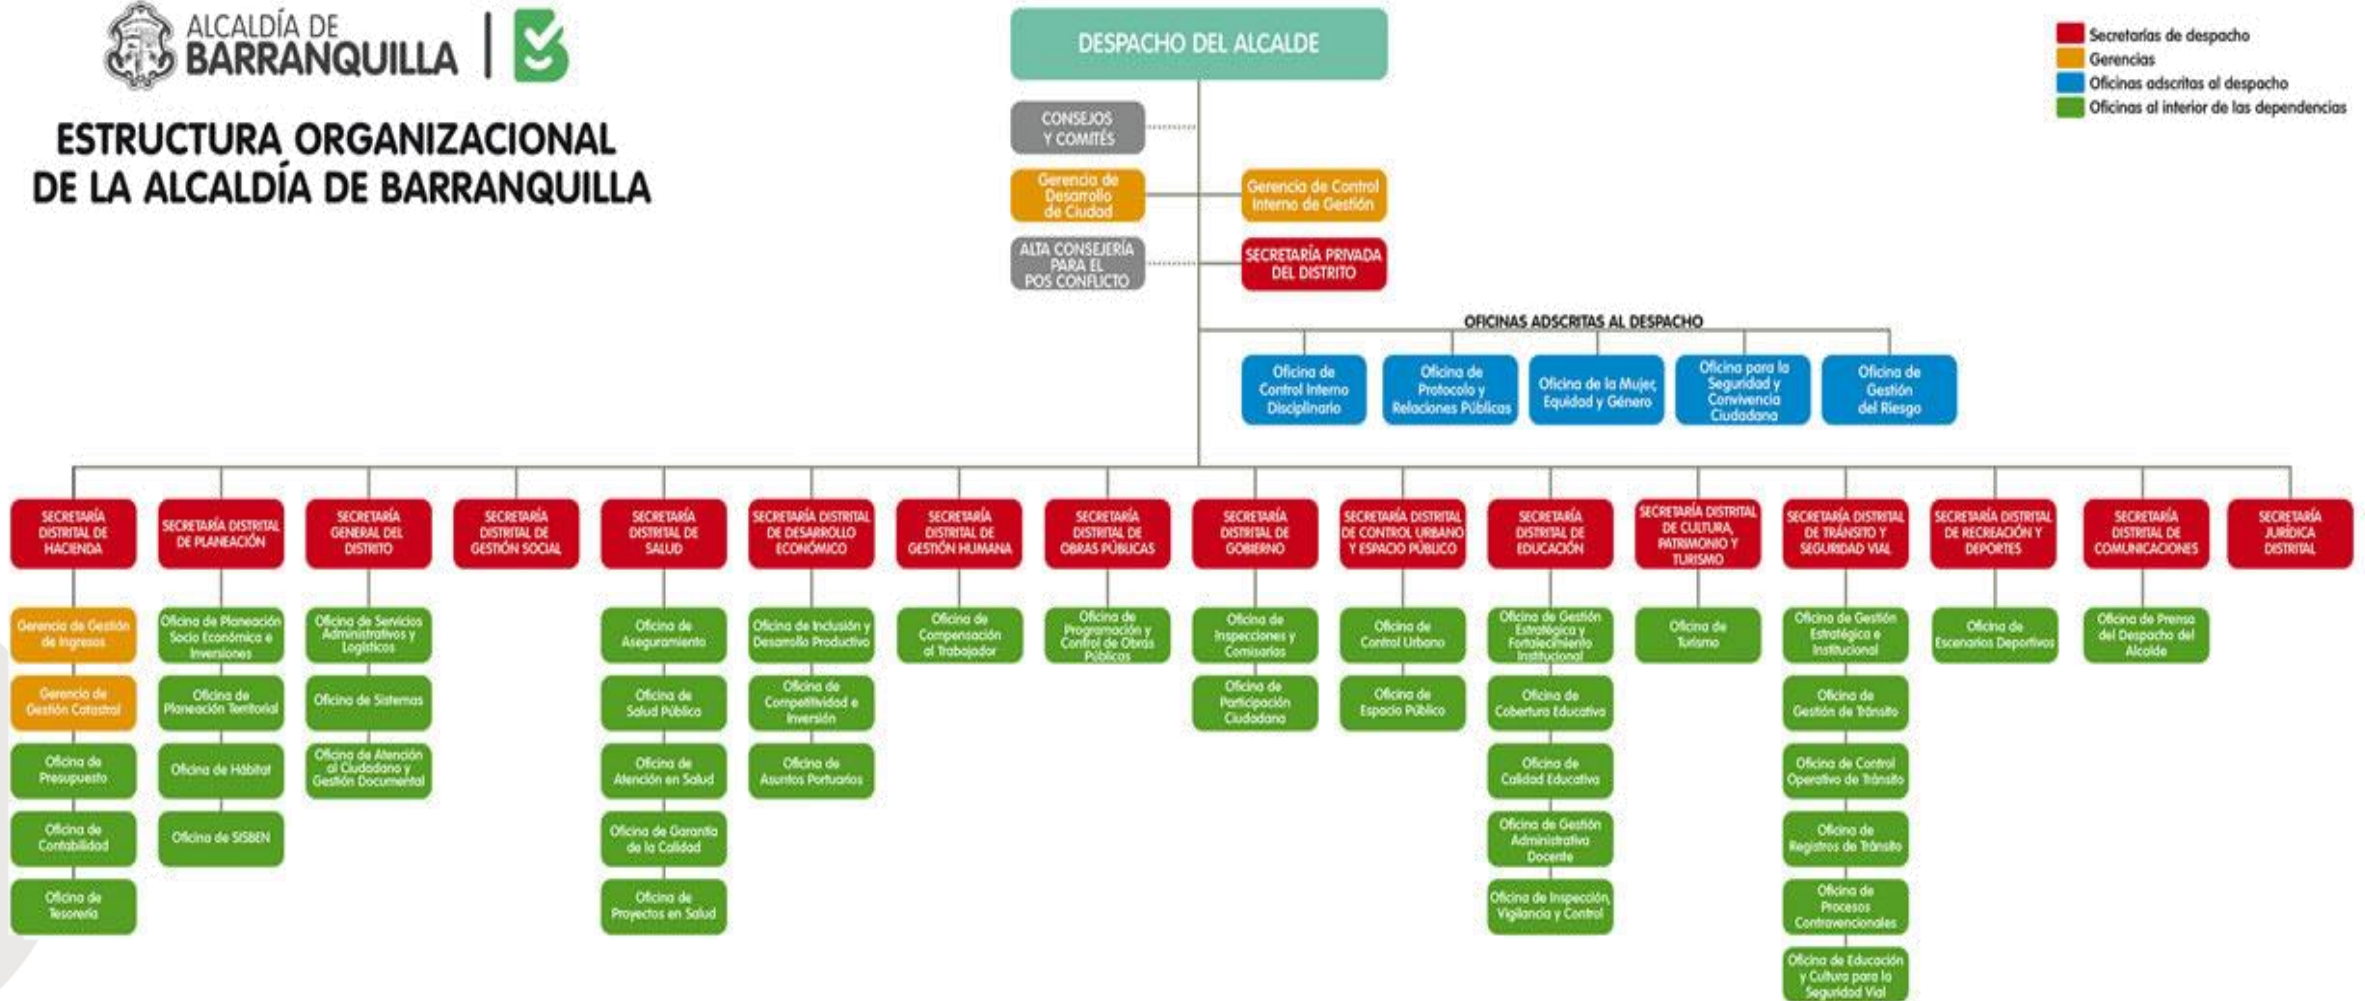 ALCALDÍA DE
BARRANQUILLA
ESTRUCTURA ORGANIZACIONAL
DE LA ALCALDÍA DE BARRANQUILLA
DESPACHO DEL ALCALDE
Secretarías de despacho
Gerencias
Oficinas adscritas al despacho
Oficinas al interior de las dependencias
CONSEJOS
Y COMITÉS
Gerencia de
Desarrollo
de Ciudad
Gerencia de Control
Interno de Gestión
ALTA CONSEJERÍA
PARA EL
POS CONFLICTO
SECRETARÍA PRIVADA
DEL DISTRITO
OFICINAS ADSCRITAS AL DESPACHO
Oficina de
Control Interno
Disciplinario
Oficina de
Protocolo y
Relaciones Públicas
Oficina de la Mujer,
Equidad y Género
Oficina para la
Seguridad y
Convivencia
Ciudadana
Oficina de
Gestión
del Riesgo
SECRETARÍA
DISTRITAL DE
HACIENDA
Gerencia de Gestión
de Ingresos
Gerencia de
Gestión Catastral
Oficina de
Presupuesto
Oficina de
Contabilidad
Oficina de
Tesorería
SECRETARÍA DISTRITAL
DE PLANEACIÓN
Oficina de Planeación
Socio Económica e
Inversiones
Oficina de
Planeación Territorial
Oficina de Hábitat
Oficina de SISBEN
SECRETARÍA
GENERAL DEL
DISTRITO
Oficina de Servicios
Administrativos y
Logísticos
Oficina de Sistemas
Oficina de Atención
al Ciudadano y
Gestión Documental
SECRETARÍA
DISTRITAL DE
GESTIÓN SOCIAL
SECRETARÍA
DISTRITAL DE
SALUD
Oficina de
Aseguramiento
Oficina de
Salud Pública
Oficina de
Atención en Salud
Oficina de Garantía
de la Calidad
Oficina de
Proyectos en Salud
SECRETARÍA DISTRITAL
DE DESARROLLO
ECONÓMICO
Oficina de Inclusión y
Desarrollo Productivo
Oficina de
Competitividad e
Inversión
Oficina de
Asuntos Portuarios
SECRETARÍA
DISTRITAL DE
GESTIÓN HUMANA
Oficina de
Compensación
al Trabajador
SECRETARÍA
DISTRITAL DE
OBRAS PÚBLICAS
Oficina de
Programación y
Control de Obras
Públicas
SECRETARÍA
DISTRITAL DE
GOBIERNO
Oficina de
Inspecciones y
Comisarías
Oficina de
Participación
Ciudadana
SECRETARÍA DISTRITAL
DE CONTROL URBANO
Y ESPACIO PÚBLICO
Oficina de
Control Urbano
Oficina de
Espacio Público
SECRETARÍA
DISTRITAL DE
EDUCACIÓN
Oficina de Gestión
Estratégica y
Fortalecimiento
Institucional
Oficina de
Cobertura Educativa
Oficina de
Calidad Educativa
Oficina de Gestión
Administrativa
Docente
Oficina de Inspección,
Vigilancia y Control
SECRETARÍA DISTRITAL
DE CULTURA,
PATRIMONIO Y
TURISMO
Oficina de
Turismo
SECRETARÍA DISTRITAL
DE TRÁNSITO Y
SEGURIDAD VIAL
Oficina de Gestión
Estratégica e
Institucional
Oficina de
Gestión de Tránsito
Oficina de Control
Operativo de Tránsito
Oficina de
Registros de Tránsito
Oficina de
Procesos
Contravencionales
Oficina de Educación
y Cultura para la
Seguridad Vial
SECRETARÍA DISTRITAL
DE RECREACIÓN Y
DEPORTES
Oficina de
Escenarios Deportivos
SECRETARÍA
DISTRITAL DE
COMUNICACIONES
Oficina de Prensa
del Despacho del
Alcalde
SECRETARÍA
JURÍDICA
DISTRITAL